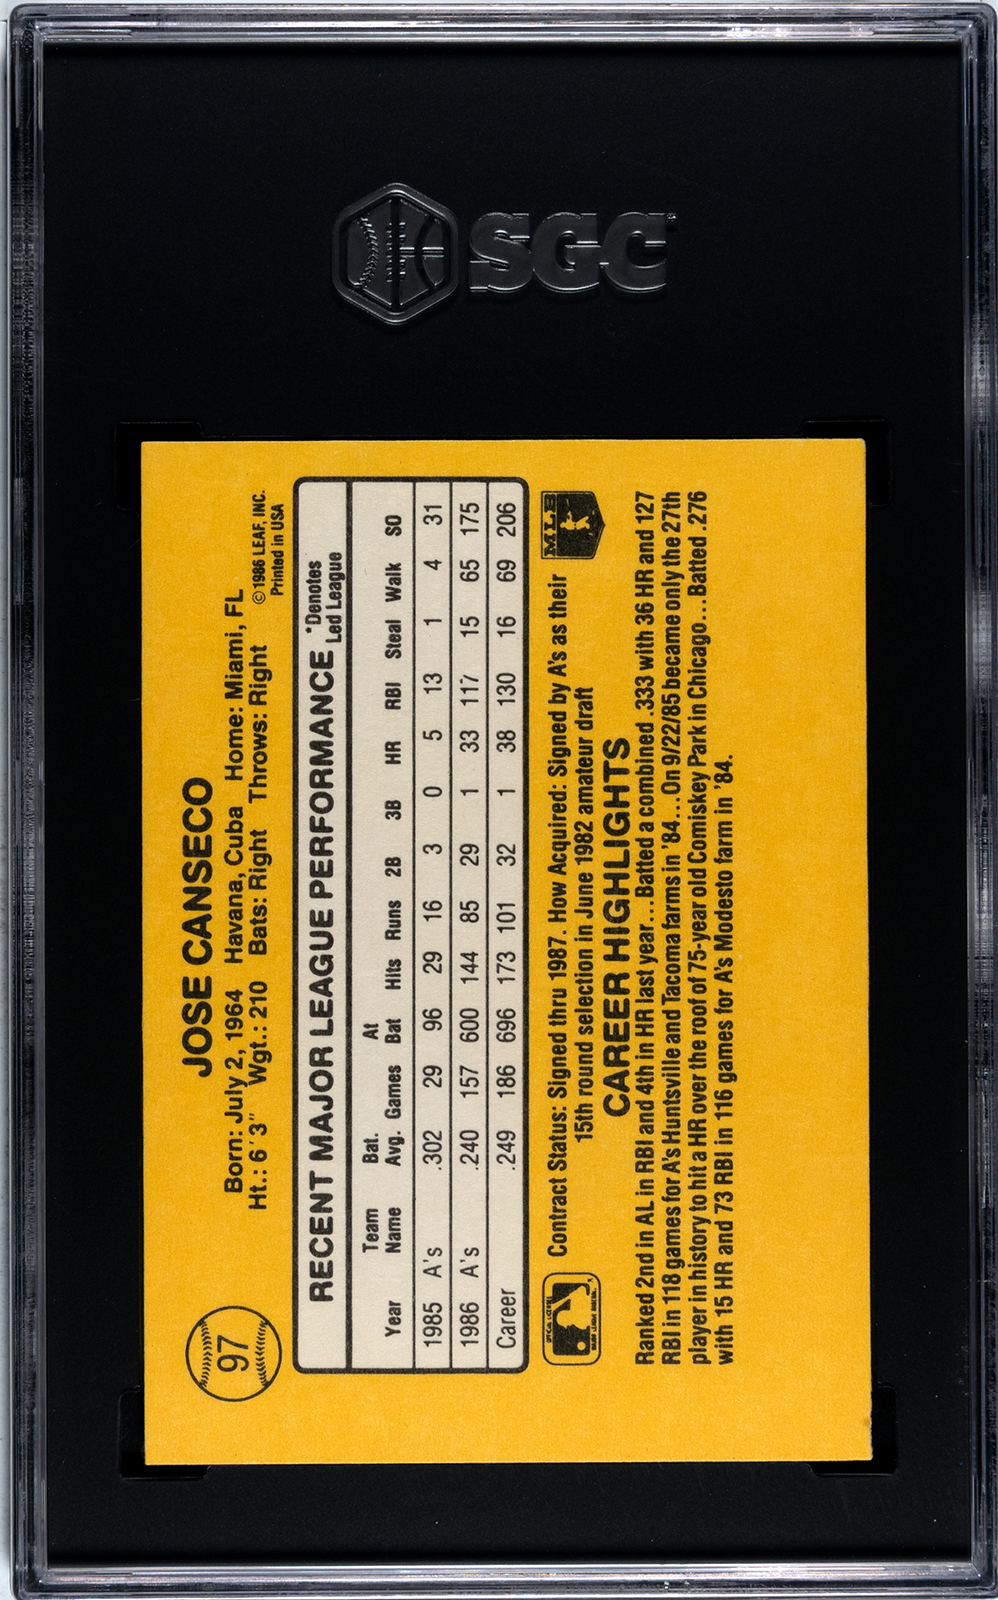 SGC
97
JOSE CANSECO
Born: July 2, 1964 Havana, Cuba Home: Miami, FL
Ht.: 6′ 3″ Wgt.: 210 Bats: Right Throws: Right
© 1986 LEAF, INC.
Printed in USA
RECENT MAJOR LEAGUE PERFORMANCE *Denotes Led League
Year Team Name Bat. Avg. Games At Bat Hits Runs 2B 3B HR RBI Steal Walk SO
1985 A's .302 29 96 29 16 3 0 5 13 1 4 31
1986 A's .240 157 600 144 85 29 1 33 117 15 65 175
Career .249 186 696 173 101 32 1 38 130 16 69 206
Contract Status: Signed thru 1987. How Acquired: Signed by A's as their
15th round selection in June 1982 amateur draft
MLB
CAREER HIGHLIGHTS
Ranked 2nd in AL in RBI and 4th in HR last year...Batted a combined .333 with 36 HR and 127
RBI in 118 games for A's Huntsville and Tacoma farms in '84...On 9/22/85 became only the 27th
player in history to hit a HR over the roof of 75-year old Comiskey Park in Chicago...Batted .276
with 15 HR and 73 RBI in 116 games for A's Modesto farm in '84.